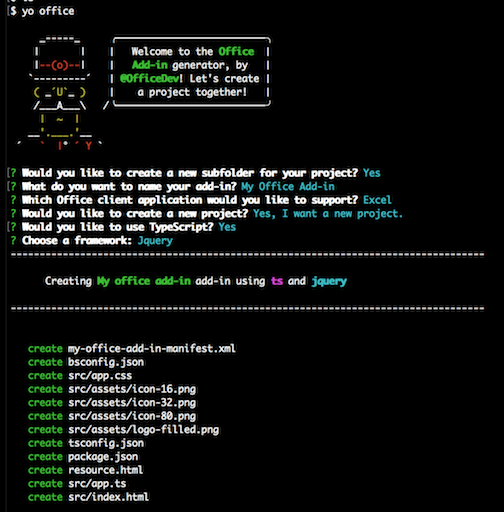 $ yo office
Welcome to the Office
Add-in generator, by
@OfficeDev! Let's create
a project together!
? Would you like to create a new subfolder for your project? Yes
? What do you want to name your add-in? My Office Add-in
? Which Office client application would you like to support? Excel
? Would you like to create a new project? Yes, I want a new project.
? Would you like to use TypeScript? Yes
? Choose a framework: Jquery
Creating My office add-in add-in using ts and jquery
create my-office-add-in-manifest.xml
create bsconfig.json
create src/app.css
create src/assets/icon-16.png
create src/assets/icon-32.png
create src/assets/icon-80.png
create src/assets/logo-filled.png
create tsconfig.json
create package.json
create resource.html
create src/app.ts
create src/index.html